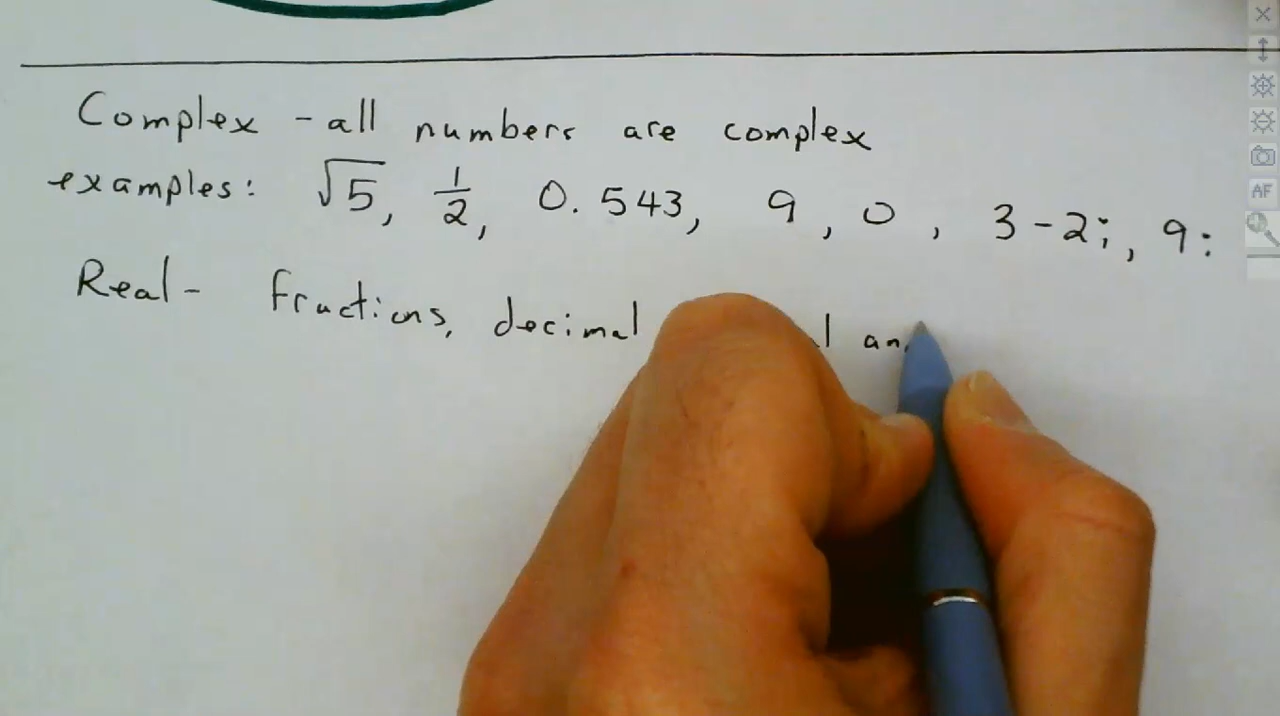 Complex - all numbers are complex
examples: √5, 1/2, 0.543, 9, 0, 3-2i, 9i
Real - fractions, decimal
AF